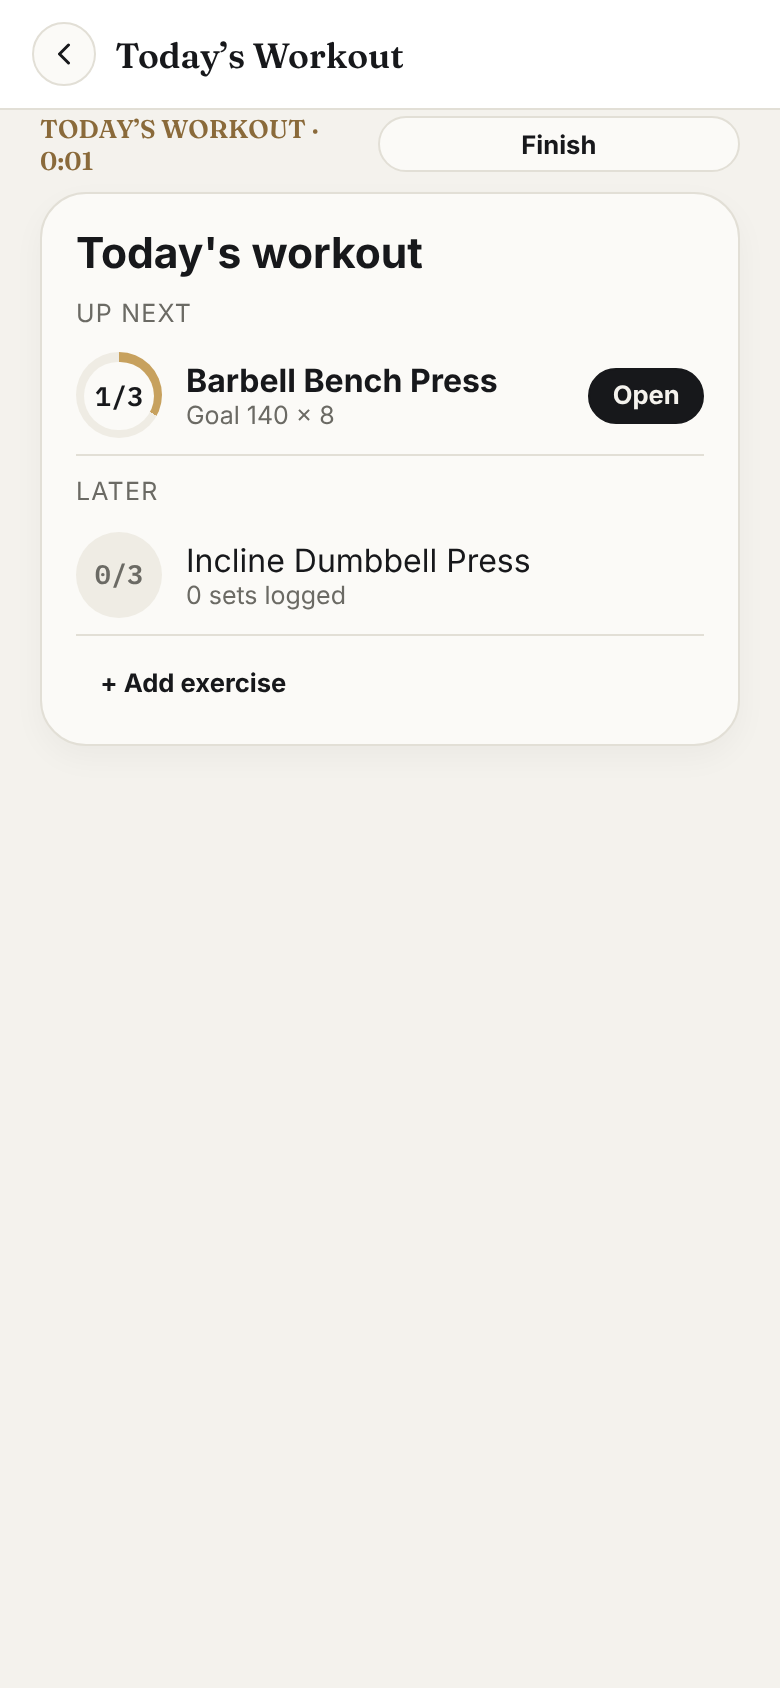 Today’s Workout
TODAY’S WORKOUT ·
0:01
Finish
Today's workout
UP NEXT
1/3
Barbell Bench Press
Goal 140 × 8
Open
LATER
0/3
Incline Dumbbell Press
0 sets logged
+ Add exercise